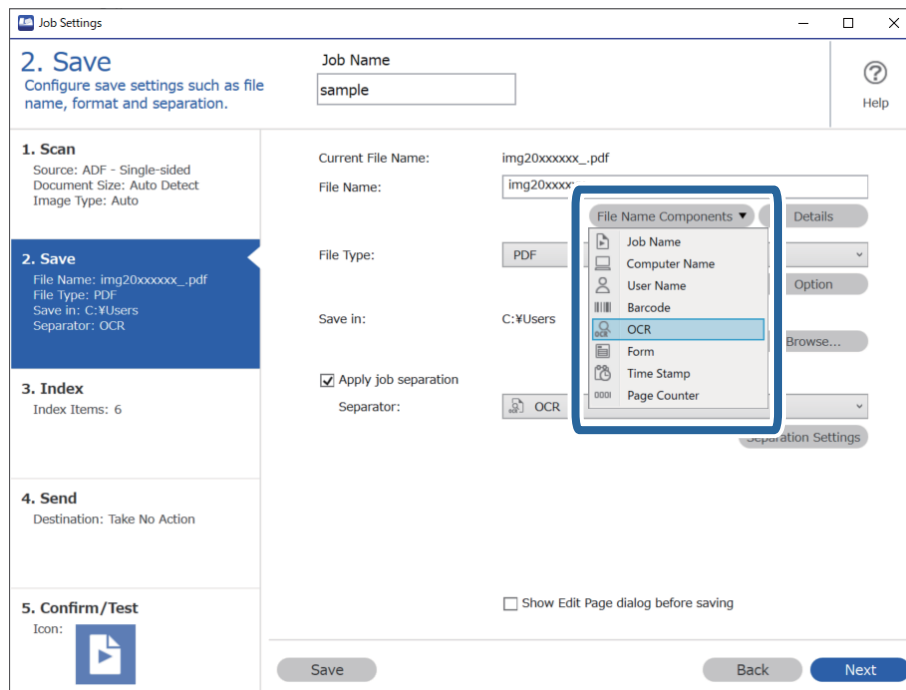 Job Settings
2. Save
Configure save settings such as file
name, format and separation.
Job Name
sample
Help
1. Scan
Source: ADF - Single-sided
Document Size: Auto Detect
Image Type: Auto
2. Save
File Name: img20xxxxxx_.pdf
File Type: PDF
Save in: C:¥Users
Separator: OCR
3. Index
Index Items: 6
4. Send
Destination: Take No Action
5. Confirm/Test
Icon:
Current File Name: img20xxxxxx_.pdf
File Name: img20xxxx
File Name Components ▼ Details
Job Name
Computer Name
User Name
Barcode
OCR OCR
Form
Time Stamp
0001 Page Counter
File Type: PDF
Option
Save in: C:¥Users
Browse...
Apply job separation
Separator: OCR
Separation Settings
Show Edit Page dialog before saving
Save Back Next